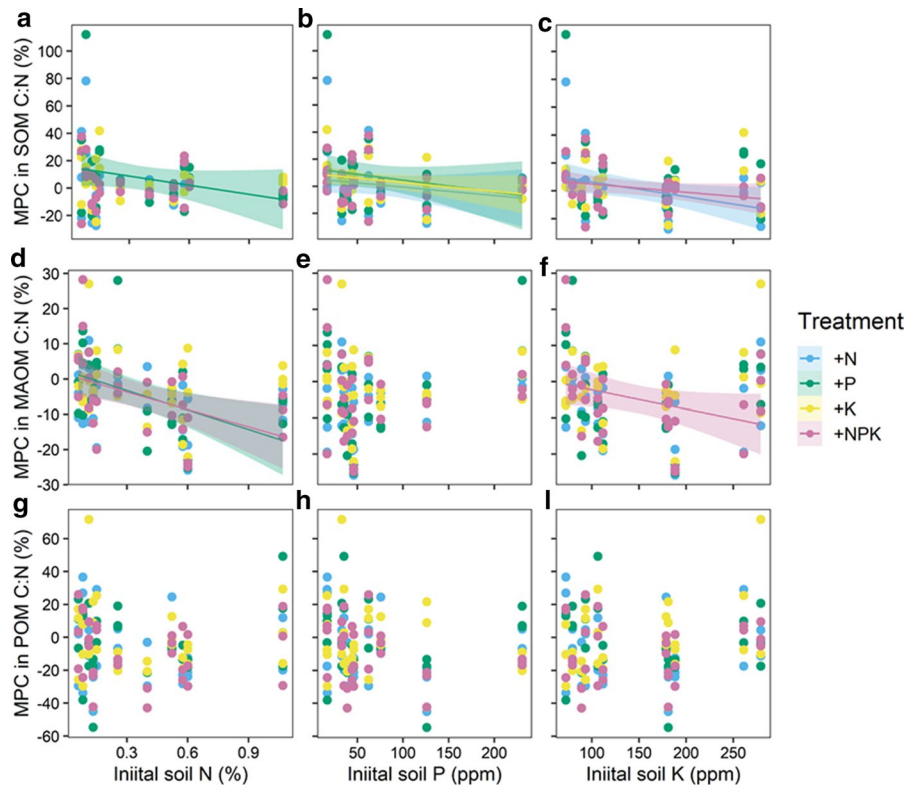 a b c
MPC in SOM C:N (%)
100
80
60
40
20
0
-20
d e f
MPC in MAOM C:N (%)
30
20
10
0
-10
-20
-30
g h I
MPC in POM C:N (%)
60
40
20
0
-20
-40
-60
0.3 0.6 0.9
Iniital soil N (%)
50 100 150 200
Iniital soil P (ppm)
100 150 200 250
Iniital soil K (ppm)
Treatment
+N
+P
+K
+NPK